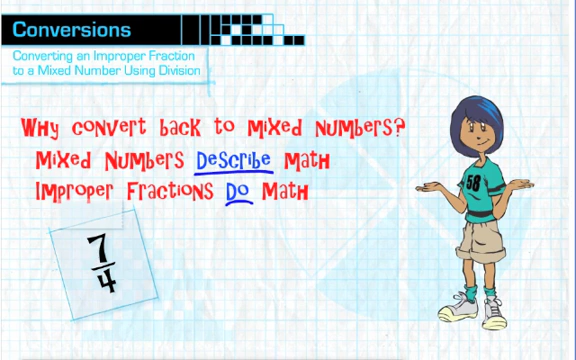 Conversions
Converting an Improper Fraction
to a Mixed Number Using Division
Why convert back to Mixed Numbers?
Mixed Numbers Describe Math
Improper Fractions Do Math
7
4
58